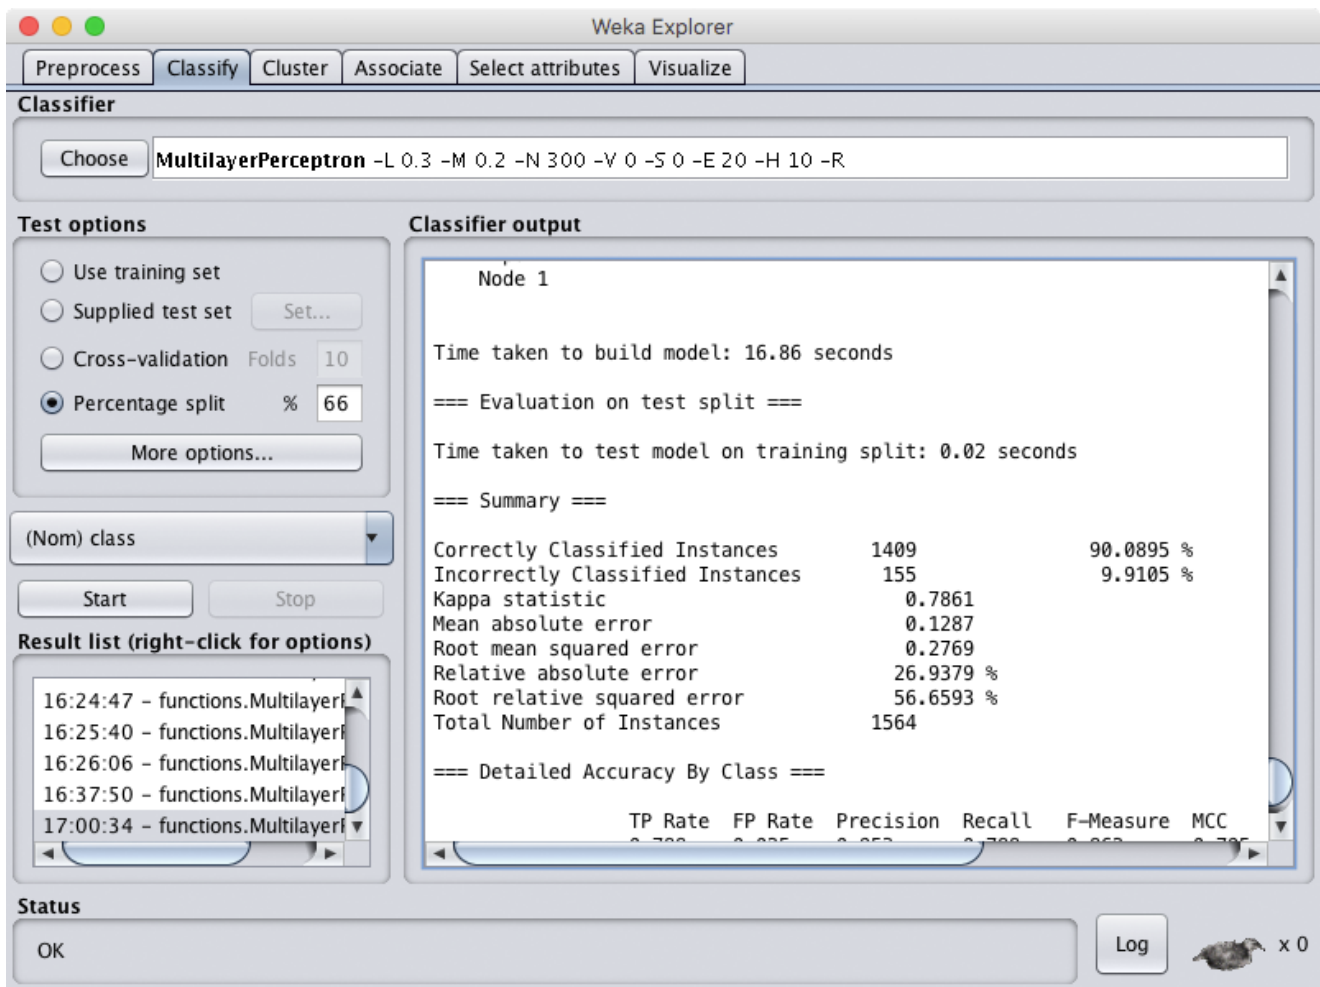 Weka Explorer
Preprocess Classify Cluster Associate Select attributes Visualize
Classifier
Choose MultilayerPerceptron -L 0.3 -M 0.2 -N 300 -V 0 -S 0 -E 20 -H 10 -R
Test options
Use training set
Supplied test set Set...
Cross-validation Folds 10
Percentage split % 66
More options...
(Nom) class
Start Stop
Result list (right-click for options)
16:24:47 - functions.Multilayer
16:25:40 - functions.Multilayer
16:26:06 - functions.Multilayer
16:37:50 - functions.Multilayer
17:00:34 - functions.Multilayer
Classifier output
Node 1
Time taken to build model: 16.86 seconds
=== Evaluation on test split ===
Time taken to test model on training split: 0.02 seconds
=== Summary ===
Correctly Classified Instances 1409 90.0895 %
Incorrectly Classified Instances 155 9.9105 %
Kappa statistic 0.7861
Mean absolute error 0.1287
Root mean squared error 0.2769
Relative absolute error 26.9379 %
Root relative squared error 56.6593 %
Total Number of Instances 1564
=== Detailed Accuracy By Class ===
TP Rate FP Rate Precision Recall F-Measure MCC
Status
OK
Log x 0